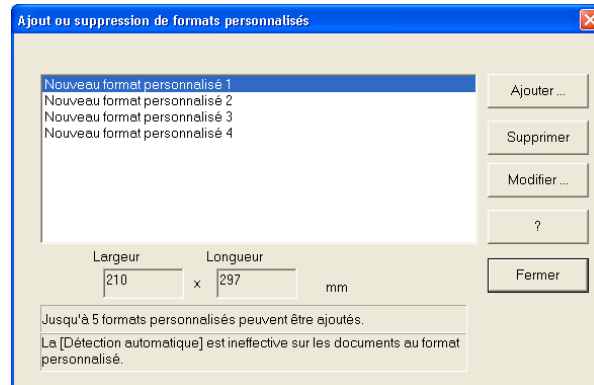 Ajout ou suppression de formats personnalisés
Nouveau format personnalisé 1
Nouveau format personnalisé 2
Nouveau format personnalisé 3
Nouveau format personnalisé 4
Ajouter ...
Supprimer
Modifier ...
?
Fermer
Largeur Longueur
210 x 297 mm
Jusqu'à 5 formats personnalisés peuvent être ajoutés.
La [Détection automatique] est ineffective sur les documents au format
personnalisé.